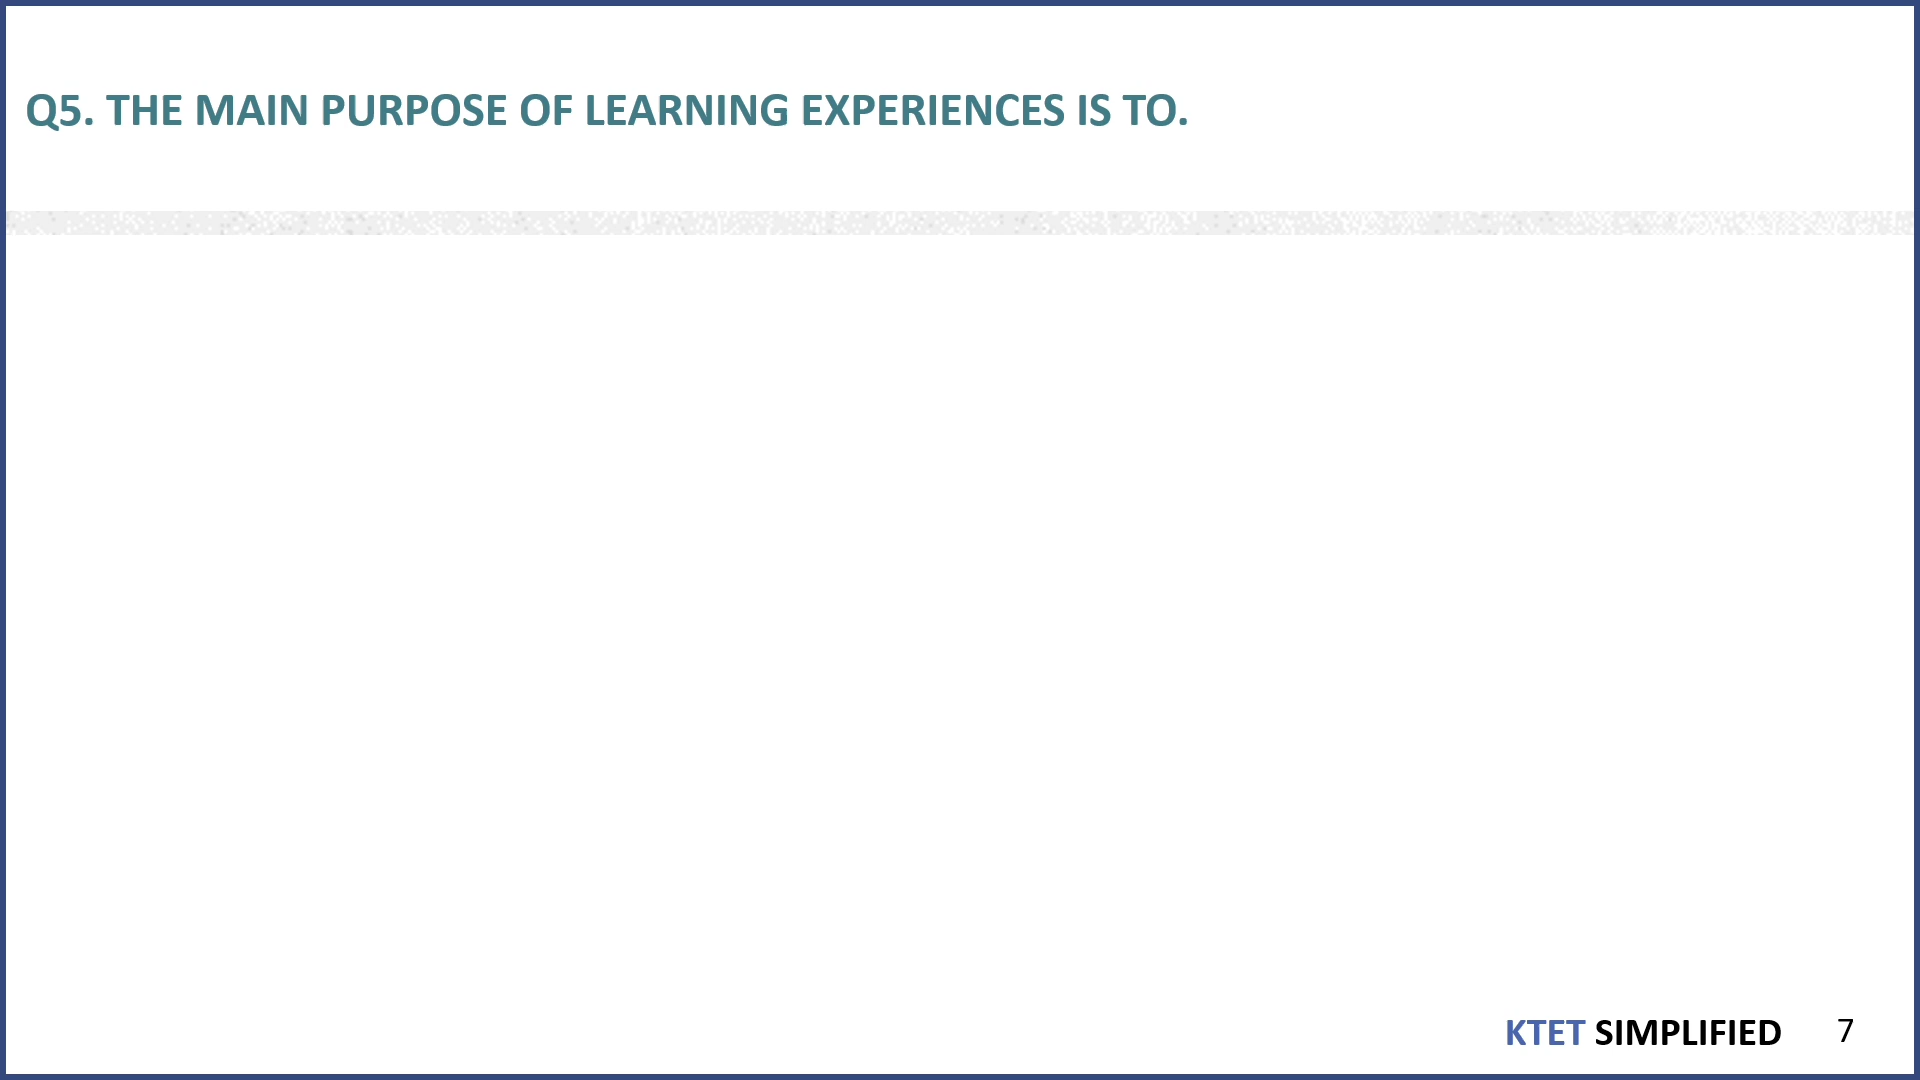 Q5. THE MAIN PURPOSE OF LEARNING EXPERIENCES IS TO.
KTET SIMPLIFIED 7